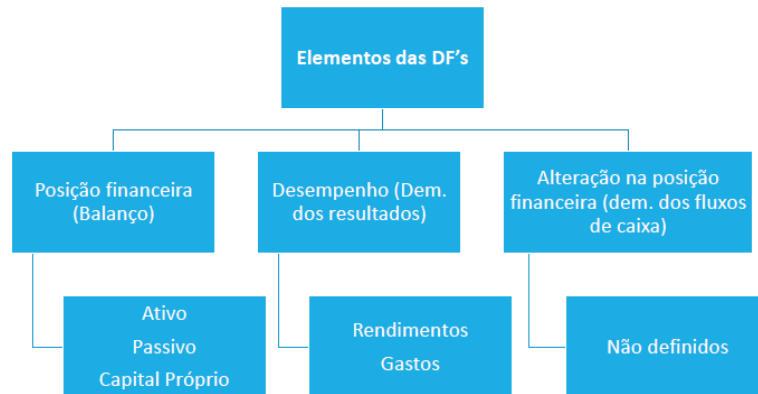 Elementos das DF's
Posição financeira
(Balanço)
Desempenho (Dem.
dos resultados)
Alteração na posição
financeira (dem. dos fluxos
de caixa)
Ativo
Passivo
Capital Próprio
Rendimentos
Gastos
Não definidos